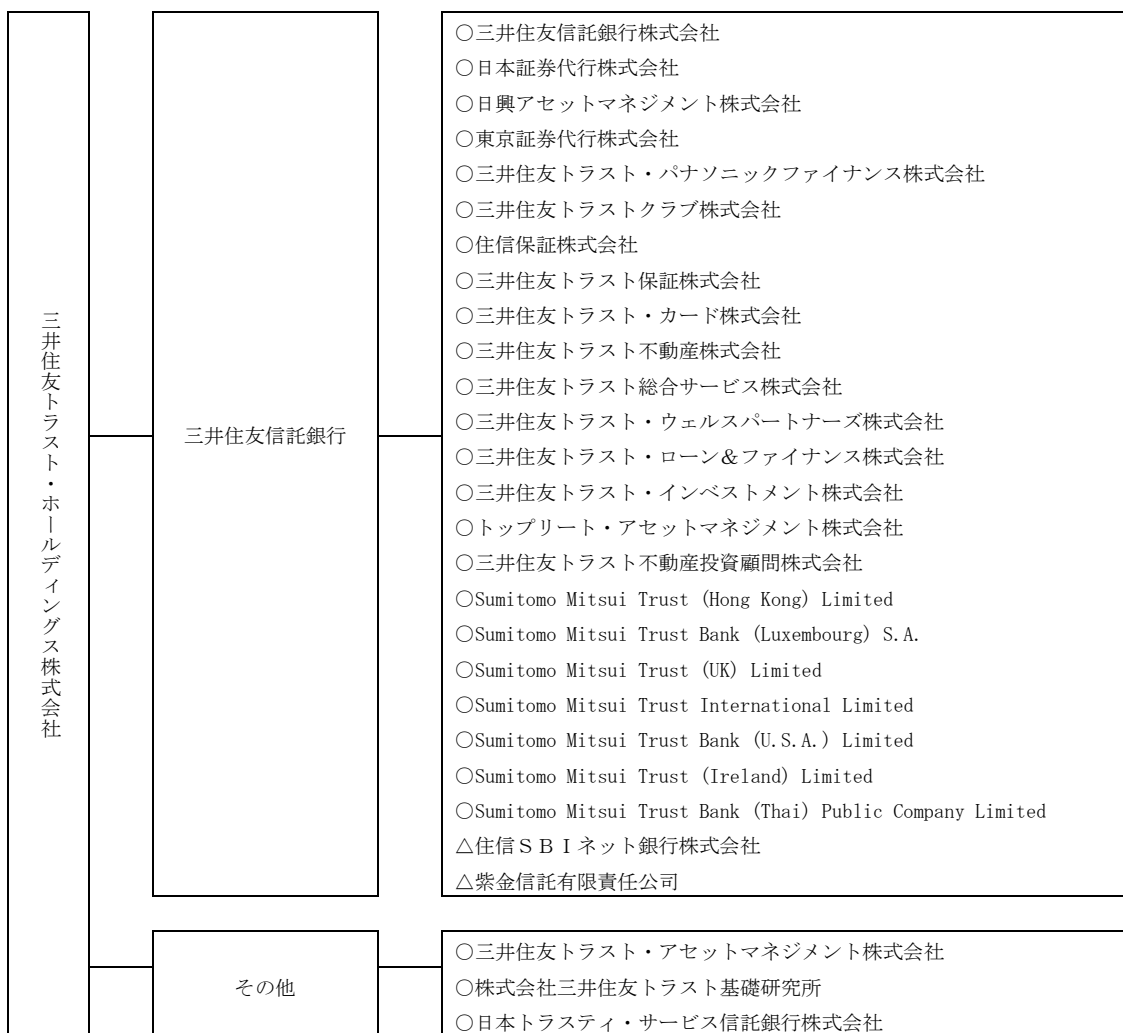 三井住友トラスト・ホールディングス株式会社
三井住友信託銀行
○三井住友信託銀行株式会社
○日本証券代行株式会社
○日興アセットマネジメント株式会社
○東京証券代行株式会社
○三井住友トラスト・パナソニックファイナンス株式会社
○三井住友トラストクラブ株式会社
○住信保証株式会社
○三井住友トラスト保証株式会社
○三井住友トラスト・カード株式会社
○三井住友トラスト不動産株式会社
○三井住友トラスト総合サービス株式会社
○三井住友トラスト・ウェルスパートナーズ株式会社
○三井住友トラスト・ローン&ファイナンス株式会社
○三井住友トラスト・インベストメント株式会社
○トップリート・アセットマネジメント株式会社
○三井住友トラスト不動産投資顧問株式会社
○Sumitomo Mitsui Trust (Hong Kong) Limited
○Sumitomo Mitsui Trust Bank (Luxembourg) S.A.
○Sumitomo Mitsui Trust (UK) Limited
○Sumitomo Mitsui Trust International Limited
○Sumitomo Mitsui Trust Bank (U.S.A.) Limited
○Sumitomo Mitsui Trust (Ireland) Limited
○Sumitomo Mitsui Trust Bank (Thai) Public Company Limited
△住信SBIネット銀行株式会社
△紫金信託有限責任公司
その他
○三井住友トラスト・アセットマネジメント株式会社
○株式会社三井住友トラスト基礎研究所
○日本トラスティ・サービス信託銀行株式会社